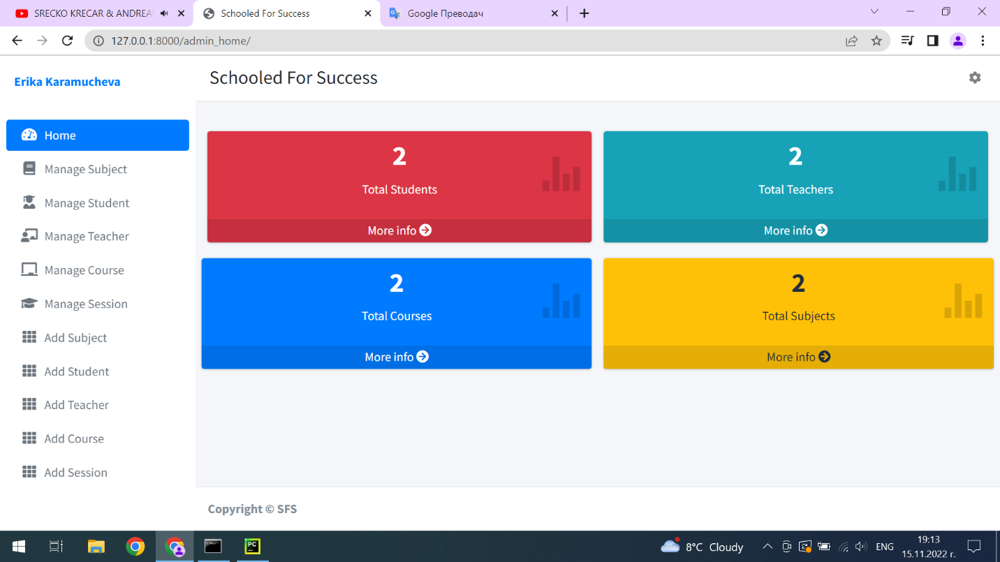 SRECKO KRECAR & ANDREA
Schooled For Success
Google Преводач
127.0.0.1:8000/admin_home/
Erika Karamucheva
Schooled For Success
Home
Manage Subject
Manage Student
Manage Teacher
Manage Course
Manage Session
Add Subject
Add Student
Add Teacher
Add Course
Add Session
2
Total Students
More info
2
Total Teachers
More info
2
Total Courses
More info
2
Total Subjects
More info
Copyright © SFS
PC
8°C Cloudy
ENG
19:13
15.11.2022 г.